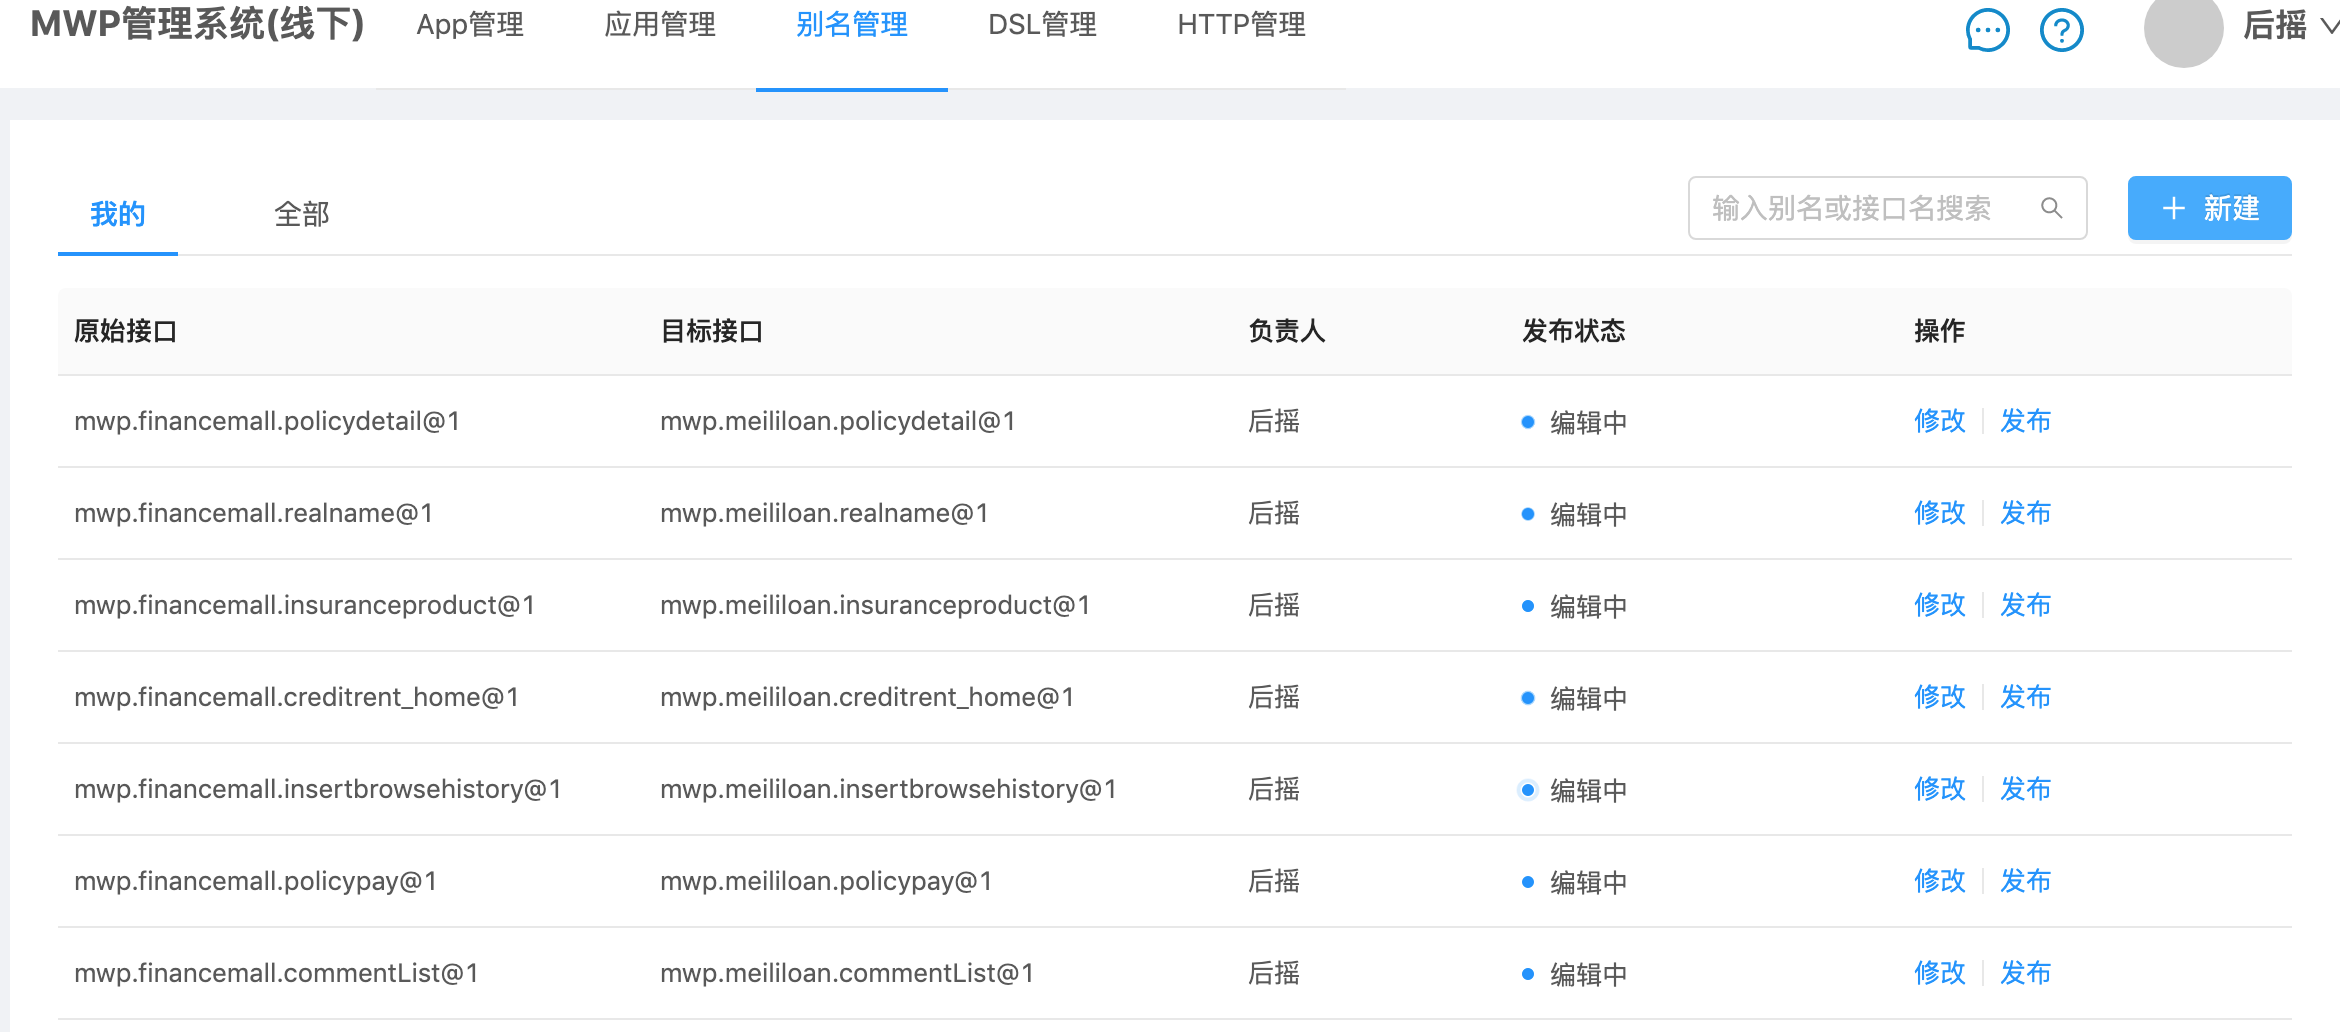 MWP管理系统(线下) App管理 应用管理 别名管理 DSL管理 HTTP管理 后摇
我的 全部 输入别名或接口名搜索 新建
原始接口 目标接口 负责人 发布状态 操作
mwp.financemall.policydetail@1 mwp.meililoan.policydetail@1 后摇 编辑中 修改 发布
mwp.financemall.realname@1 mwp.meililoan.realname@1 后摇 编辑中 修改 发布
mwp.financemall.insuranceproduct@1 mwp.meililoan.insuranceproduct@1 后摇 编辑中 修改 发布
mwp.financemall.creditrent_home@1 mwp.meililoan.creditrent_home@1 后摇 编辑中 修改 发布
mwp.financemall.insertbrowsehistory@1 mwp.meililoan.insertbrowsehistory@1 后摇 编辑中 修改 发布
mwp.financemall.policypay@1 mwp.meililoan.policypay@1 后摇 编辑中 修改 发布
mwp.financemall.commentList@1 mwp.meililoan.commentList@1 后摇 编辑中 修改 发布